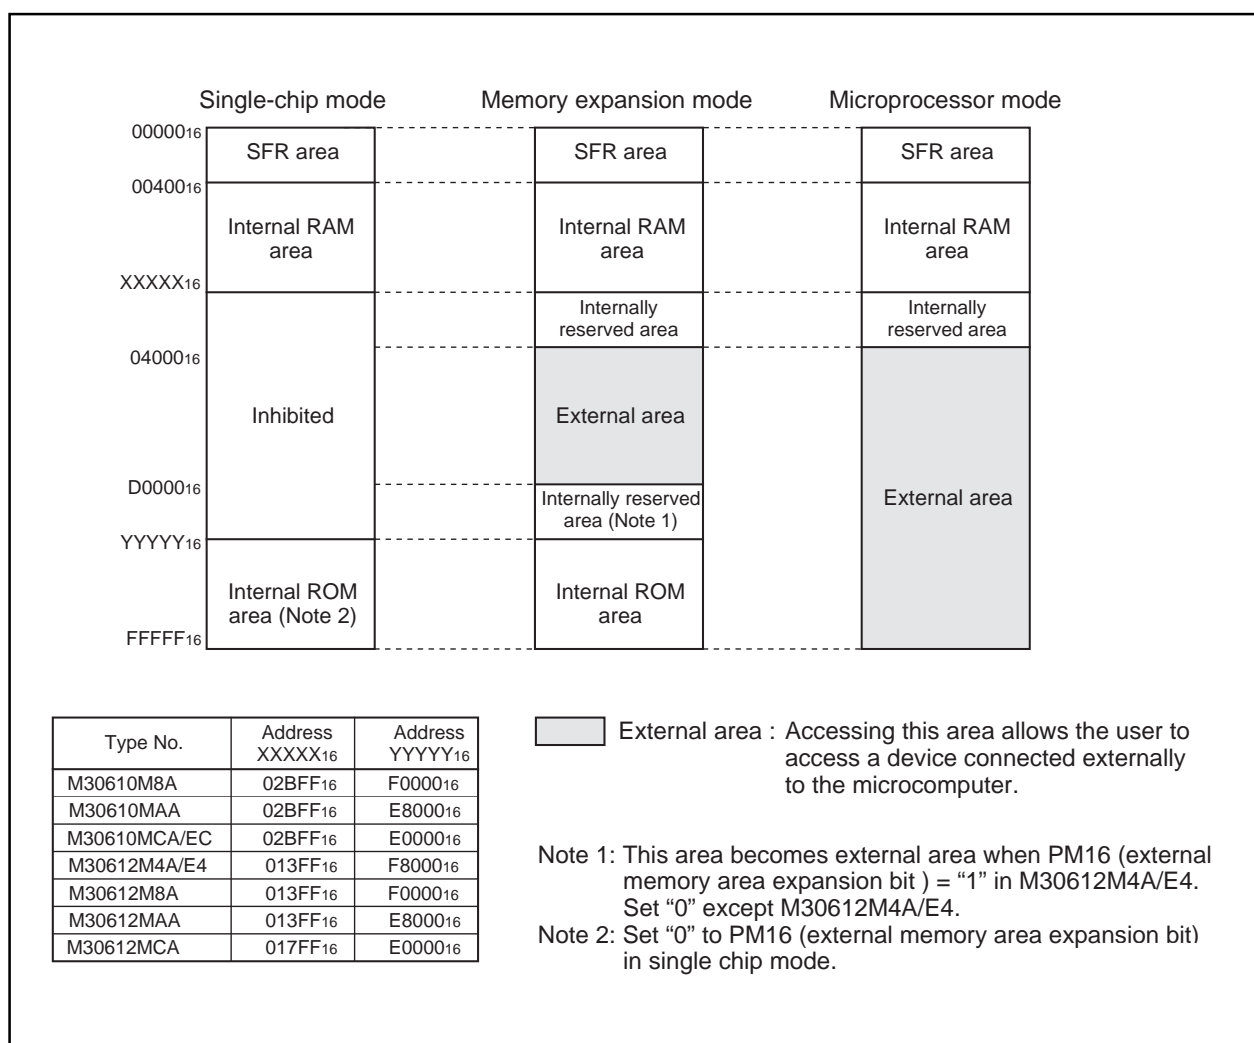 Single-chip mode
Memory expansion mode
Microprocessor mode
00000₁₆
00400₁₆
XXXXX₁₆
04000₁₆
D0000₁₆
YYYYY₁₆
FFFFF₁₆
SFR area
Internal RAM
area
Inhibited
Internal ROM
area (Note 2)
SFR area
Internal RAM
area
Internally
reserved area
External area
Internally reserved
area (Note 1)
Internal ROM
area
SFR area
Internal RAM
area
Internally
reserved area
External area
Type No. Address XXXXX₁₆ Address YYYYY₁₆
M30610M8A 02BFF₁₆ F0000₁₆
M30610MAA 02BFF₁₆ E8000₁₆
M30610MCA/EC 02BFF₁₆ E0000₁₆
M30612M4A/E4 013FF₁₆ F8000₁₆
M30612M8A 013FF₁₆ F0000₁₆
M30612MAA 013FF₁₆ E8000₁₆
M30612MCA 017FF₁₆ E0000₁₆
External area : Accessing this area allows the user to
access a device connected externally
to the microcomputer.
Note 1: This area becomes external area when PM16 (external
memory area expansion bit ) = “1” in M30612M4A/E4.
Set “0” except M30612M4A/E4.
Note 2: Set “0” to PM16 (external memory area expansion bit)
in single chip mode.